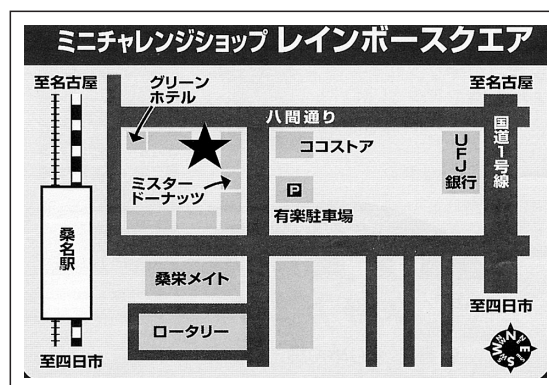 ミニチャレンジショップ レインボースクエア
至名古屋
グリーン
ホテル
至名古屋
八間通り
国道1号線
ココストア
UFJ
銀行
ミスター
ドーナッツ
P
有楽駐車場
桑名駅
桑栄メイト
ロータリー
至四日市
至四日市
N
E
S
W